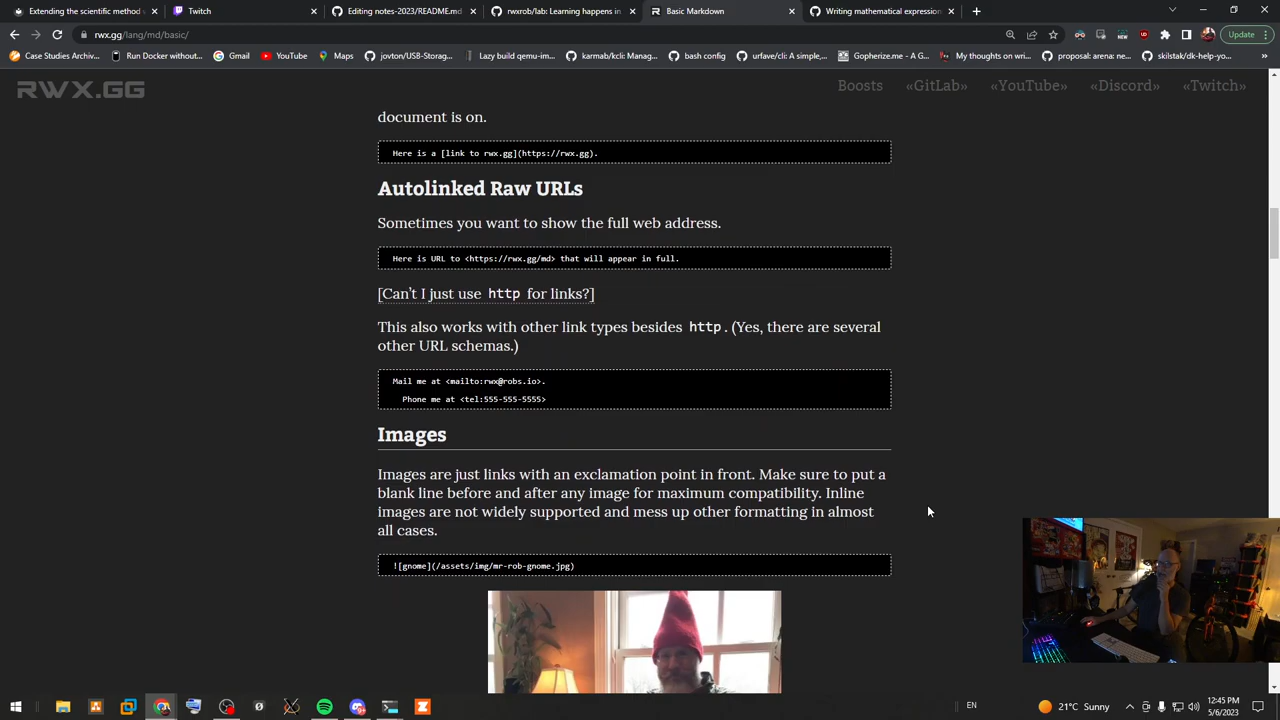 Extending the scientific method
Twitch
Editing notes-2023/README.md
rwxrob/lab: Learning happens in
Basic Markdown
Writing mathematical expression
rwx.gg/lang/md/basic/
Update
Case Studies Archiv...
Run Docker without...
Gmail
YouTube
Maps
jovton/USB-Storag...
Lazy build qemu-im...
karmab/kcli: Manag...
bash config
urfave/cli: A simple,...
Gopherize.me - A G...
My thoughts on wri...
proposal: arena: ne...
skilstak/dk-help-yo...
RWX.GG
Boosts «GitLab» «YouTube» «Discord» «Twitch»
document is on.
Here is a [link to rwx.gg](https://rwx.gg).
Autolinked Raw URLs
Sometimes you want to show the full web address.
Here is URL to <https://rwx.gg/md> that will appear in full.
[Can’t I just use http for links?]
This also works with other link types besides http. (Yes, there are several
other URL schemas.)
Mail me at <mailto:rwx@robs.io>.
Phone me at <tel:555-555-5555>
Images
Images are just links with an exclamation point in front. Make sure to put a
blank line before and after any image for maximum compatibility. Inline
images are not widely supported and mess up other formatting in almost
all cases.
![gnome](/assets/img/mr-rob-gnome.jpg)
EN
21°C Sunny
12:45 PM
5/6/2023